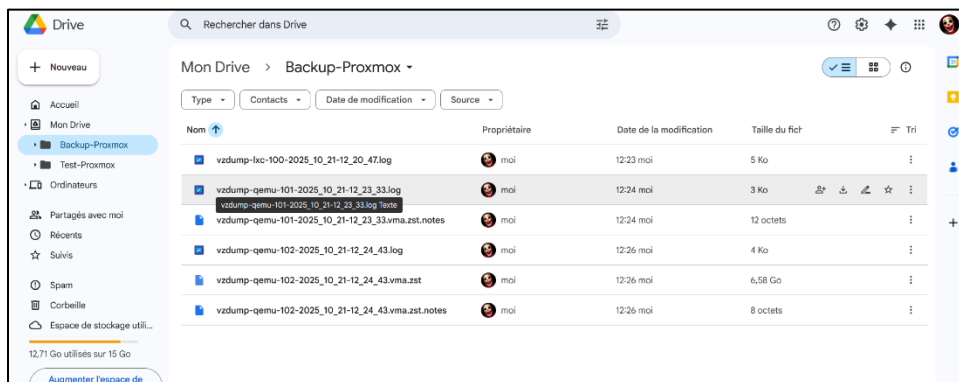 Drive
Rechercher dans Drive
Nouveau
Mon Drive > Backup-Proxmox
Type Contacts Date de modification Source
Accueil
Mon Drive
Backup-Proxmox
Test-Proxmox
Ordinateurs
Partagés avec moi
Récents
Suivis
Spam
Corbeille
Espace de stockage utili...
12,71 Go utilisés sur 15 Go
Augmenter l'espace de
Nom Propriétaire Date de la modification Taille du fich Tri
vzdump-lxc-100-2025_10_21-12_20_47.log moi 12:23 moi 5 Ko
vzdump-qemu-101-2025_10_21-12_23_33.log moi 12:24 moi 3 Ko
vzdump-qemu-101-2025_10_21-12_23_33.log Texte
vzdump-qemu-101-2025_10_21-12_23_33.vma.zst.notes moi 12:24 moi 12 octets
vzdump-qemu-102-2025_10_21-12_24_43.log moi 12:26 moi 4 Ko
vzdump-qemu-102-2025_10_21-12_24_43.vma.zst moi 12:26 moi 6,58 Go
vzdump-qemu-102-2025_10_21-12_24_43.vma.zst.notes moi 12:26 moi 8 octets